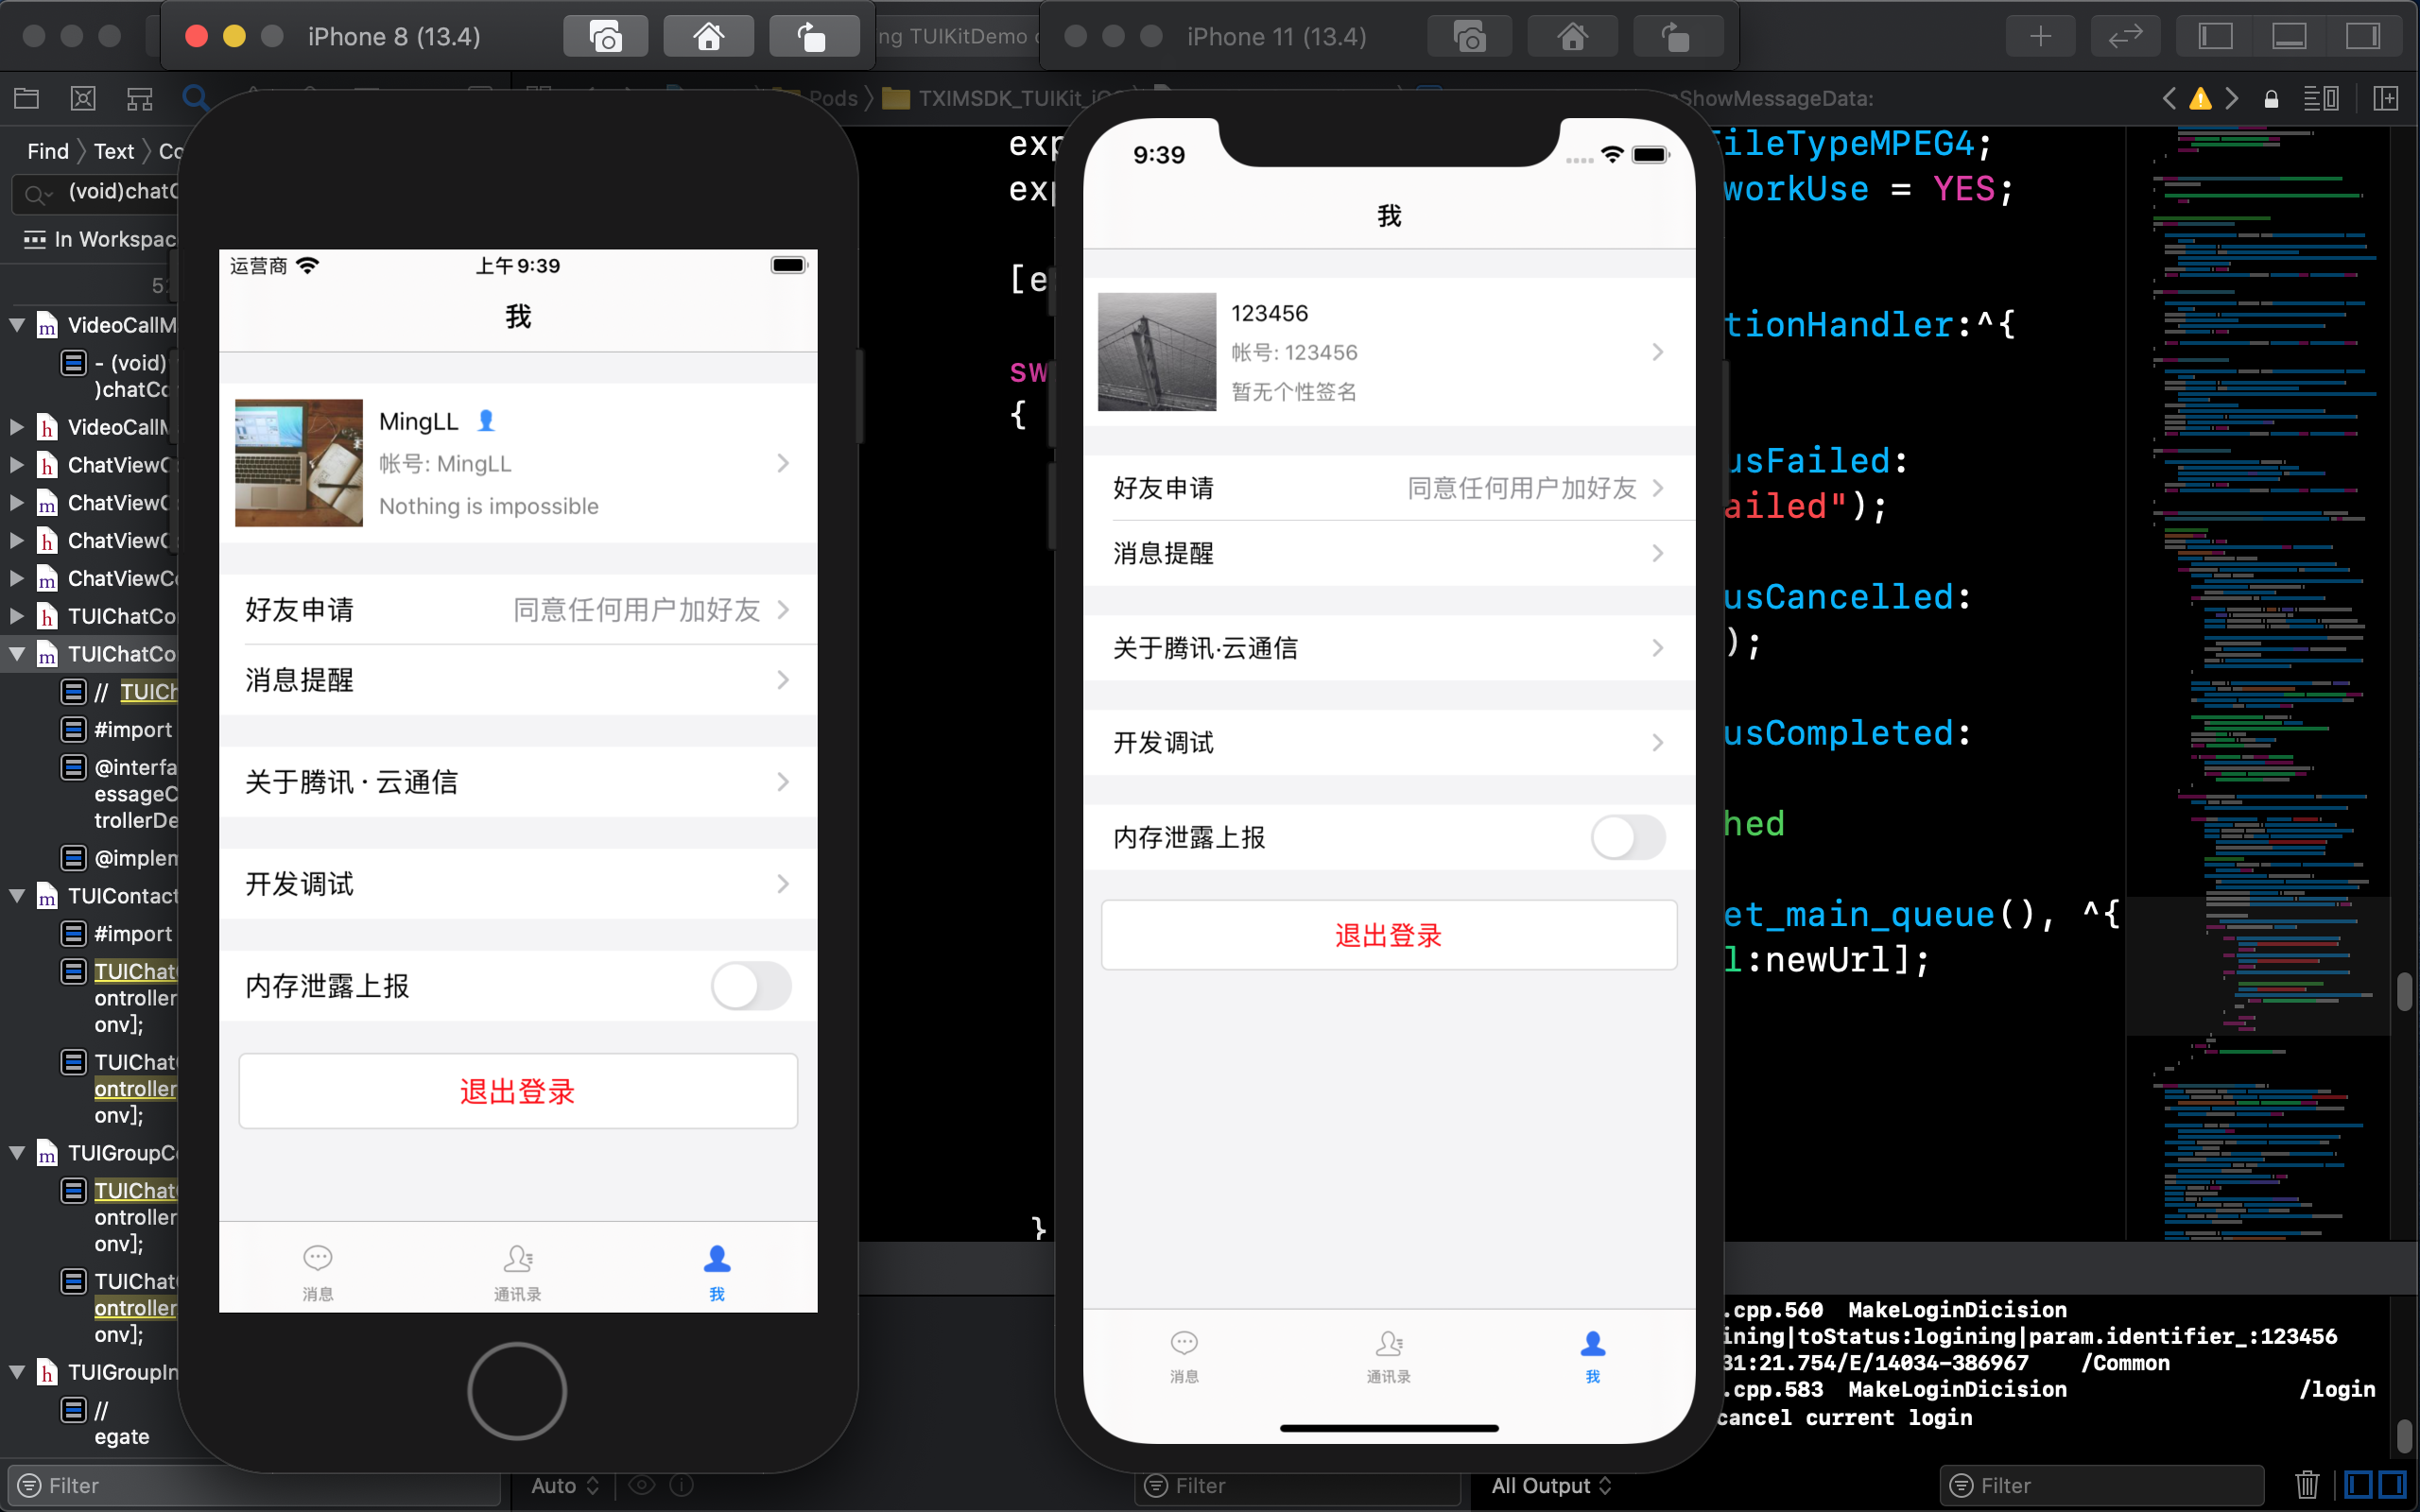 iPhone 8 (13.4)
ng TUIKitDemo
iPhone 11 (13.4)
Pods
TXIMSDK_TUIKit_iO
ShowMessageData:
Find
Text
Co
(void)chatC
In Workspac
VideoCallM
- (void)
)chatCo
VideoCallM
ChatViewC
ChatViewC
ChatViewC
ChatViewCo
TUIChatCo
TUIChatCo
// TUICh
#import
@interfa
essageC
trollerDe
@implem
TUIContact
#import
TUIChat
ontroller
onv];
TUIChat
ontroller
onv];
TUIGroupCo
TUIChat
ontroller
onv];
TUIChat
ontroller
onv];
TUIGroupIn
//
egate
Filter
运营商
上午9:39
我
MingLL
帐号: MingLL
Nothing is impossible
好友申请
同意任何用户加好友
消息提醒
关于腾讯 · 云通信
开发调试
内存泄露上报
退出登录
消息
通讯录
我
exp
exp
[e
sw
{
}
9:39
我
123456
帐号: 123456
暂无个性签名
好友申请
同意任何用户加好友
消息提醒
关于腾讯·云通信
开发调试
内存泄露上报
退出登录
消息
通讯录
我
ileTypeMPEG4;
workUse = YES;
tionHandler:^{
usFailed:
ailed");
usCancelled:
);
usCompleted:
hed
et_main_queue(), ^{
l:newUrl];
.cpp.560 MakeLoginDicision
ining|toStatus:logining|param.identifier_:123456
31:21.754/E/14034-386967 /Common
.cpp.583 MakeLoginDicision /login
cancel current login
Auto
Filter
All Output
Filter